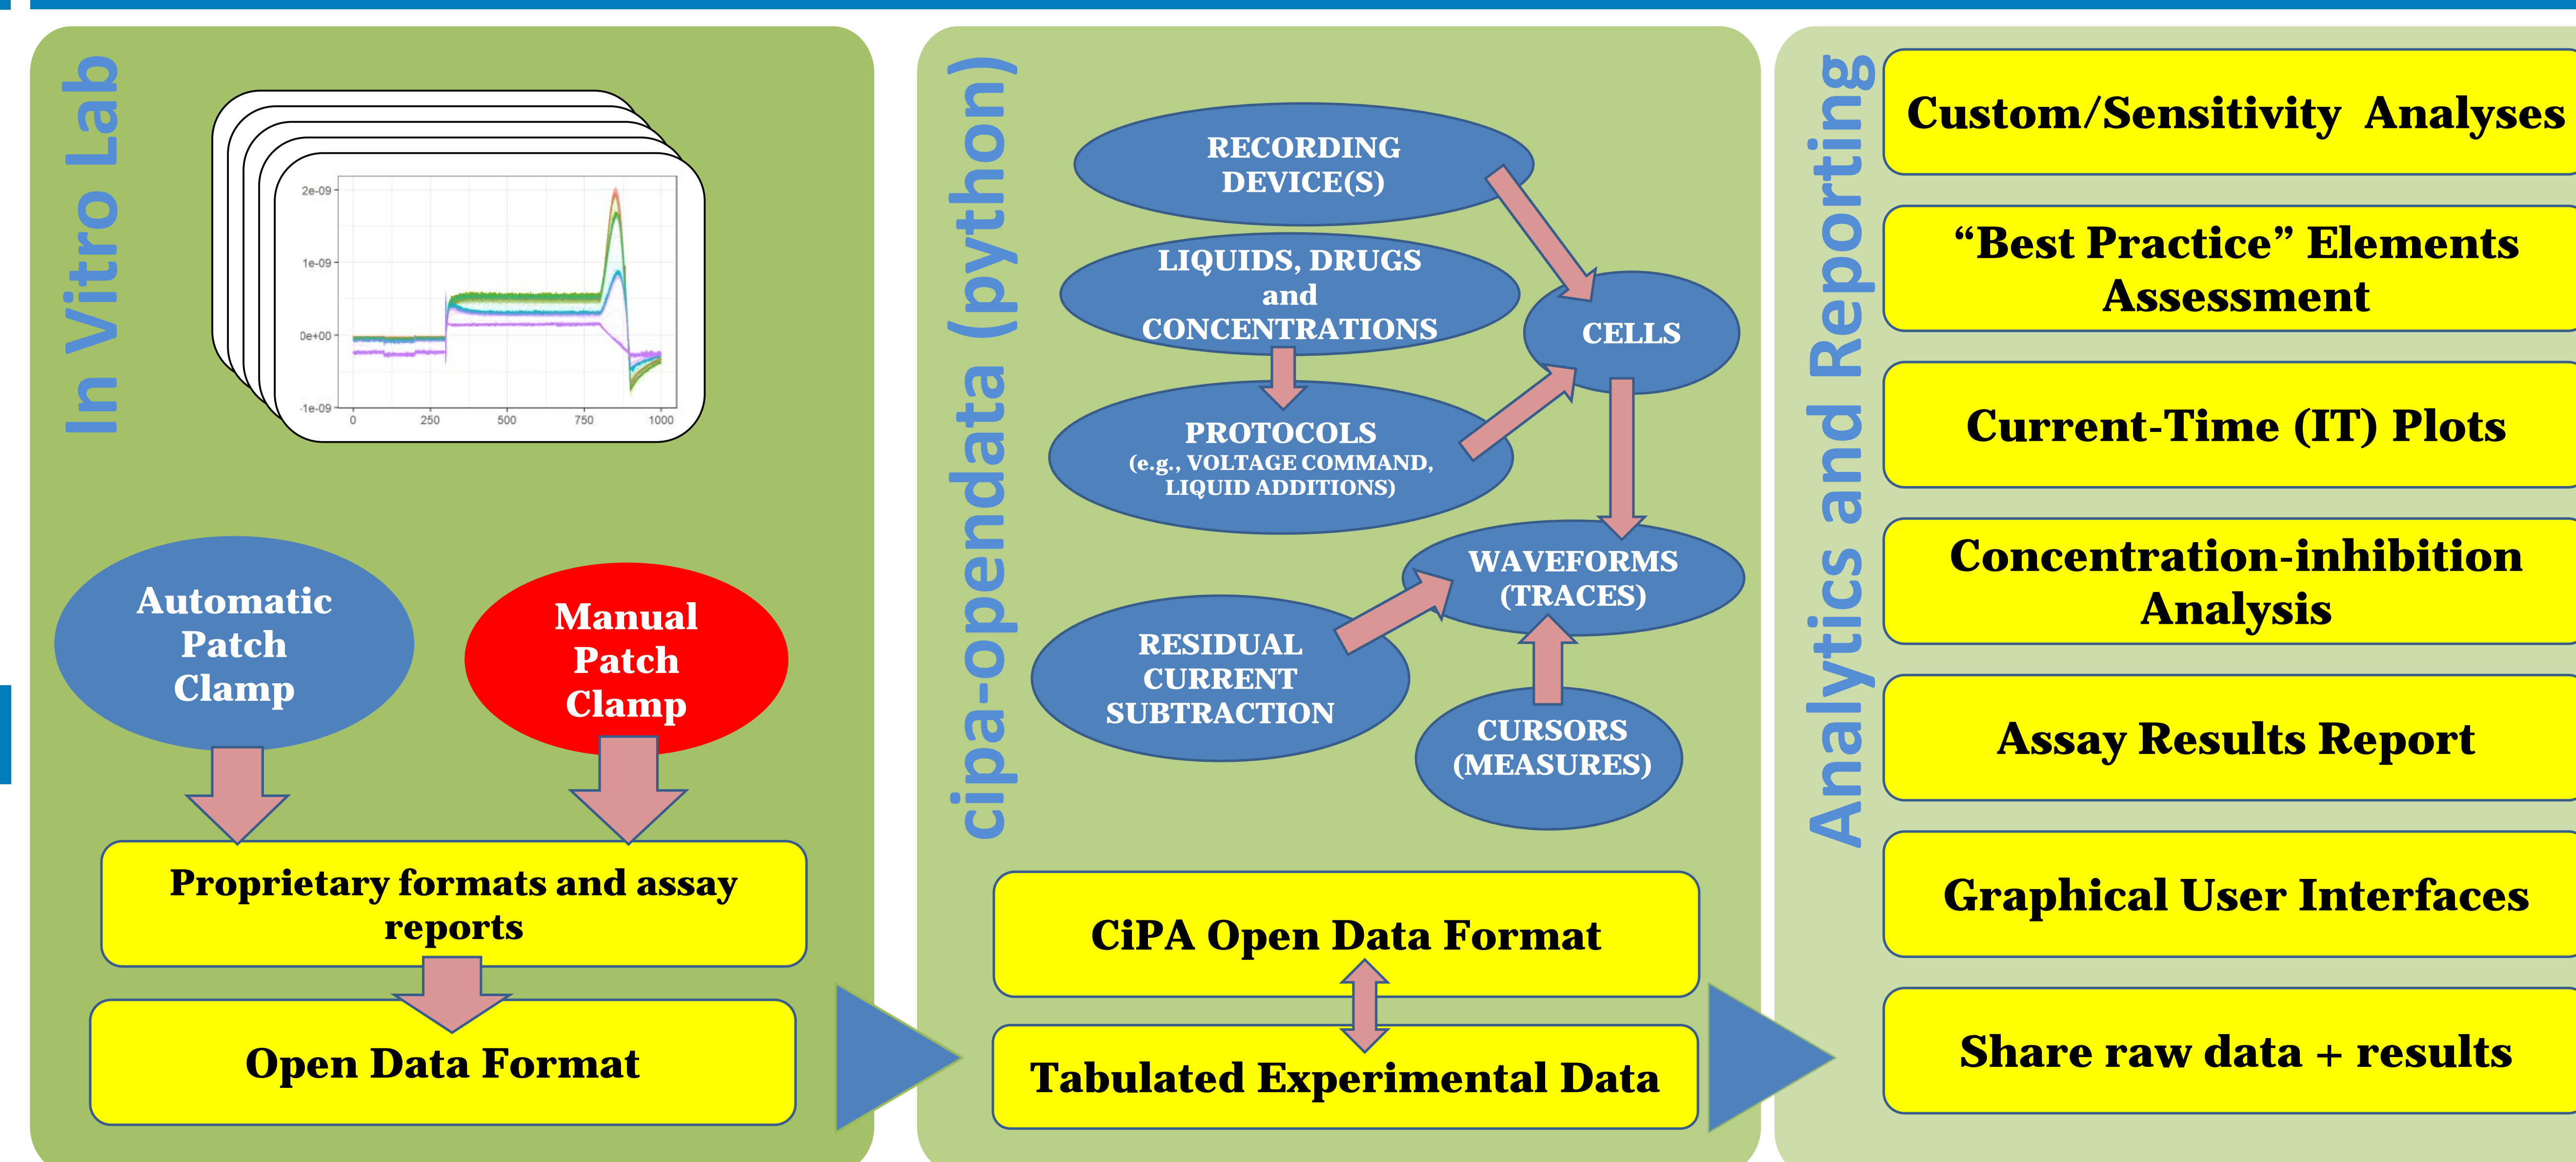 In Vitro Lab
2e-09
1e-09
0e+00
-1e-09
0
250
500
750
1000
Automatic
Patch
Clamp
Manual
Patch
Clamp
Proprietary formats and assay
reports
Open Data Format
cipa-opendata (python)
RECORDING
DEVICE(S)
LIQUIDS, DRUGS
and
CONCENTRATIONS
CELLS
PROTOCOLS
(e.g., VOLTAGE COMMAND,
LIQUID ADDITIONS)
WAVEFORMS
(TRACES)
RESIDUAL
CURRENT
SUBTRACTION
CURSORS
(MEASURES)
CiPA Open Data Format
Tabulated Experimental Data
Analytics and Reporting
Custom/Sensitivity Analyses
“Best Practice” Elements
Assessment
Current-Time (IT) Plots
Concentration-inhibition
Analysis
Assay Results Report
Graphical User Interfaces
Share raw data + results